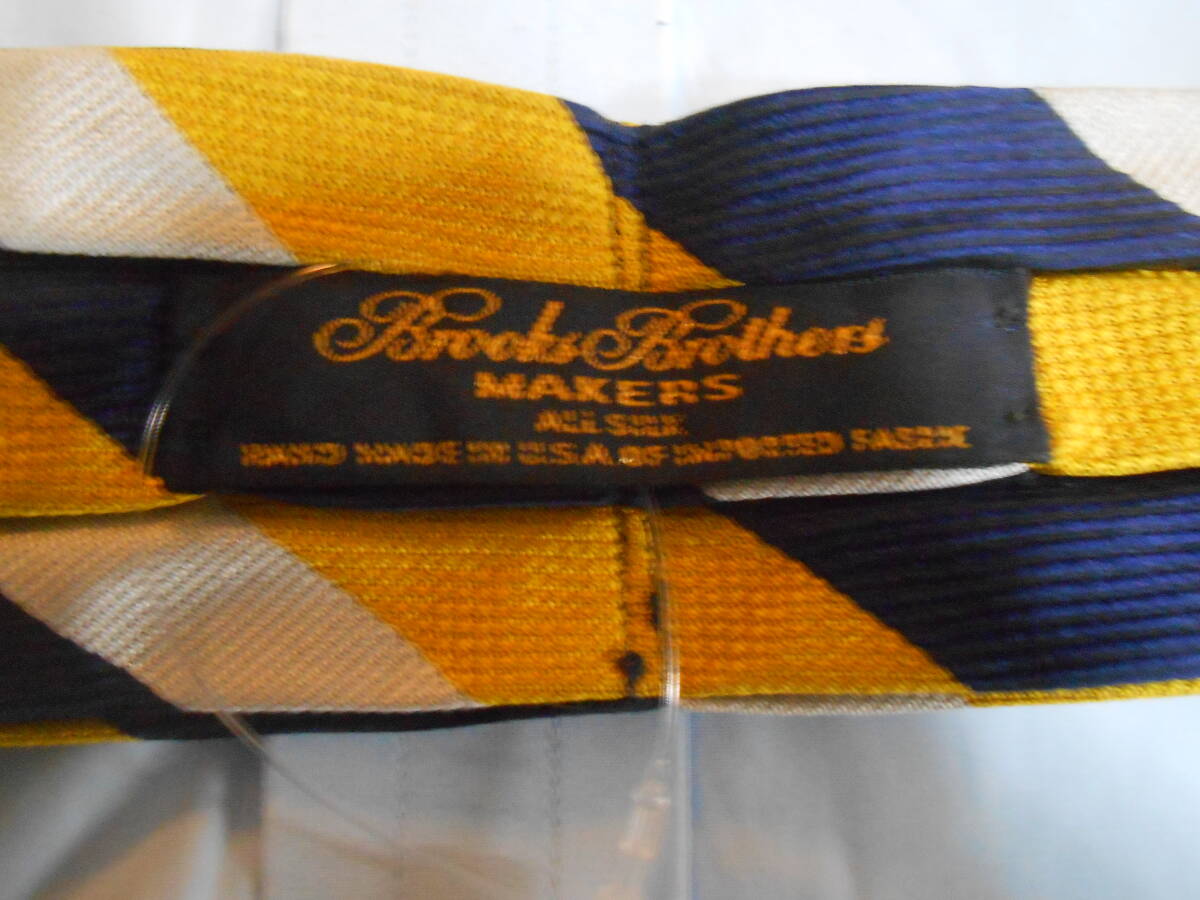 Brooks Brothers
MAKERS
ALL SILK
HAND MADE IN U.S.A. OF IMPORTED FABRIC